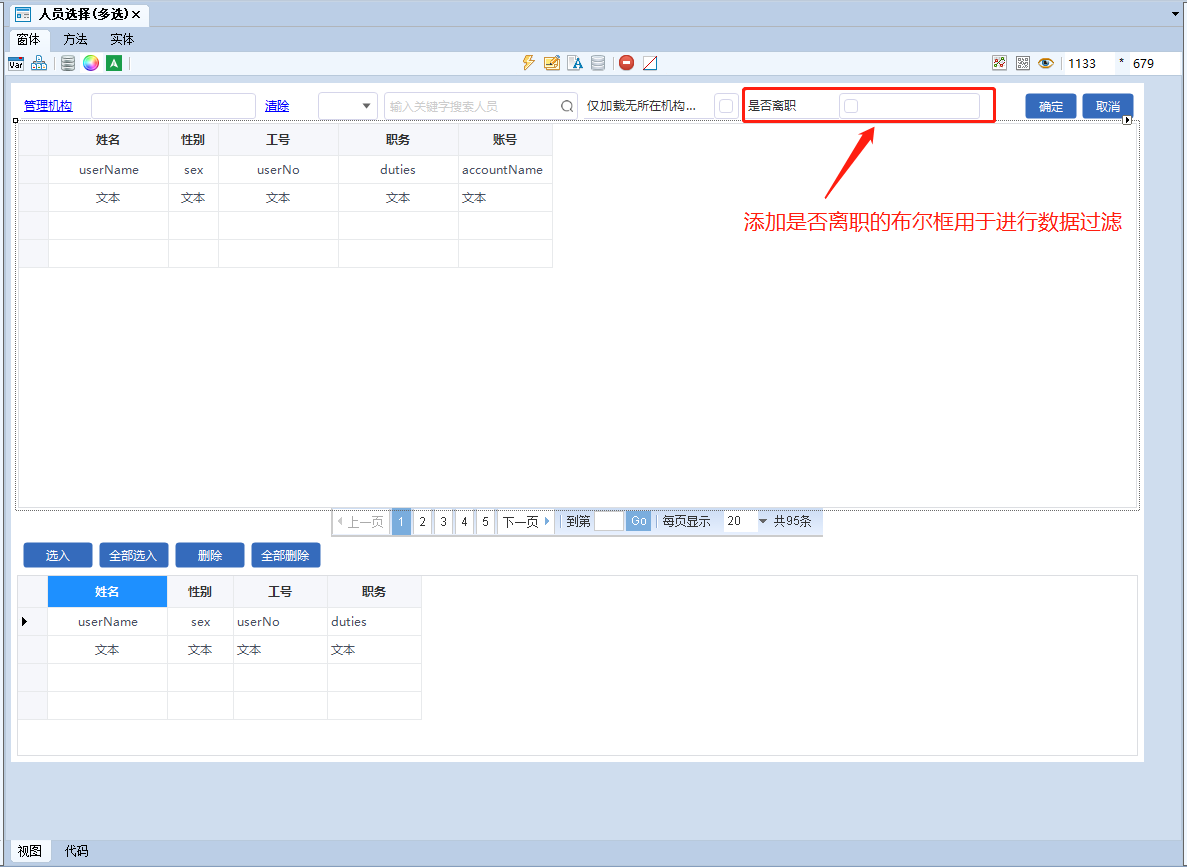 人员选择(多选)
窗体 方法 实体
Var A A 1133 * 679
管理机构 清除 输入关键字搜索人员 仅加载无所在机构... 是否离职 确定 取消
姓名 性别 工号 职务 账号
userName sex userNo duties accountName
文本 文本 文本 文本 文本
添加是否离职的布尔框用于进行数据过滤
上一页 1 2 3 4 5 下一页 到第 Go 每页显示 20 共95条
选入 全部选入 删除 全部删除
姓名 性别 工号 职务
userName sex userNo duties
文本 文本 文本 文本
视图 代码